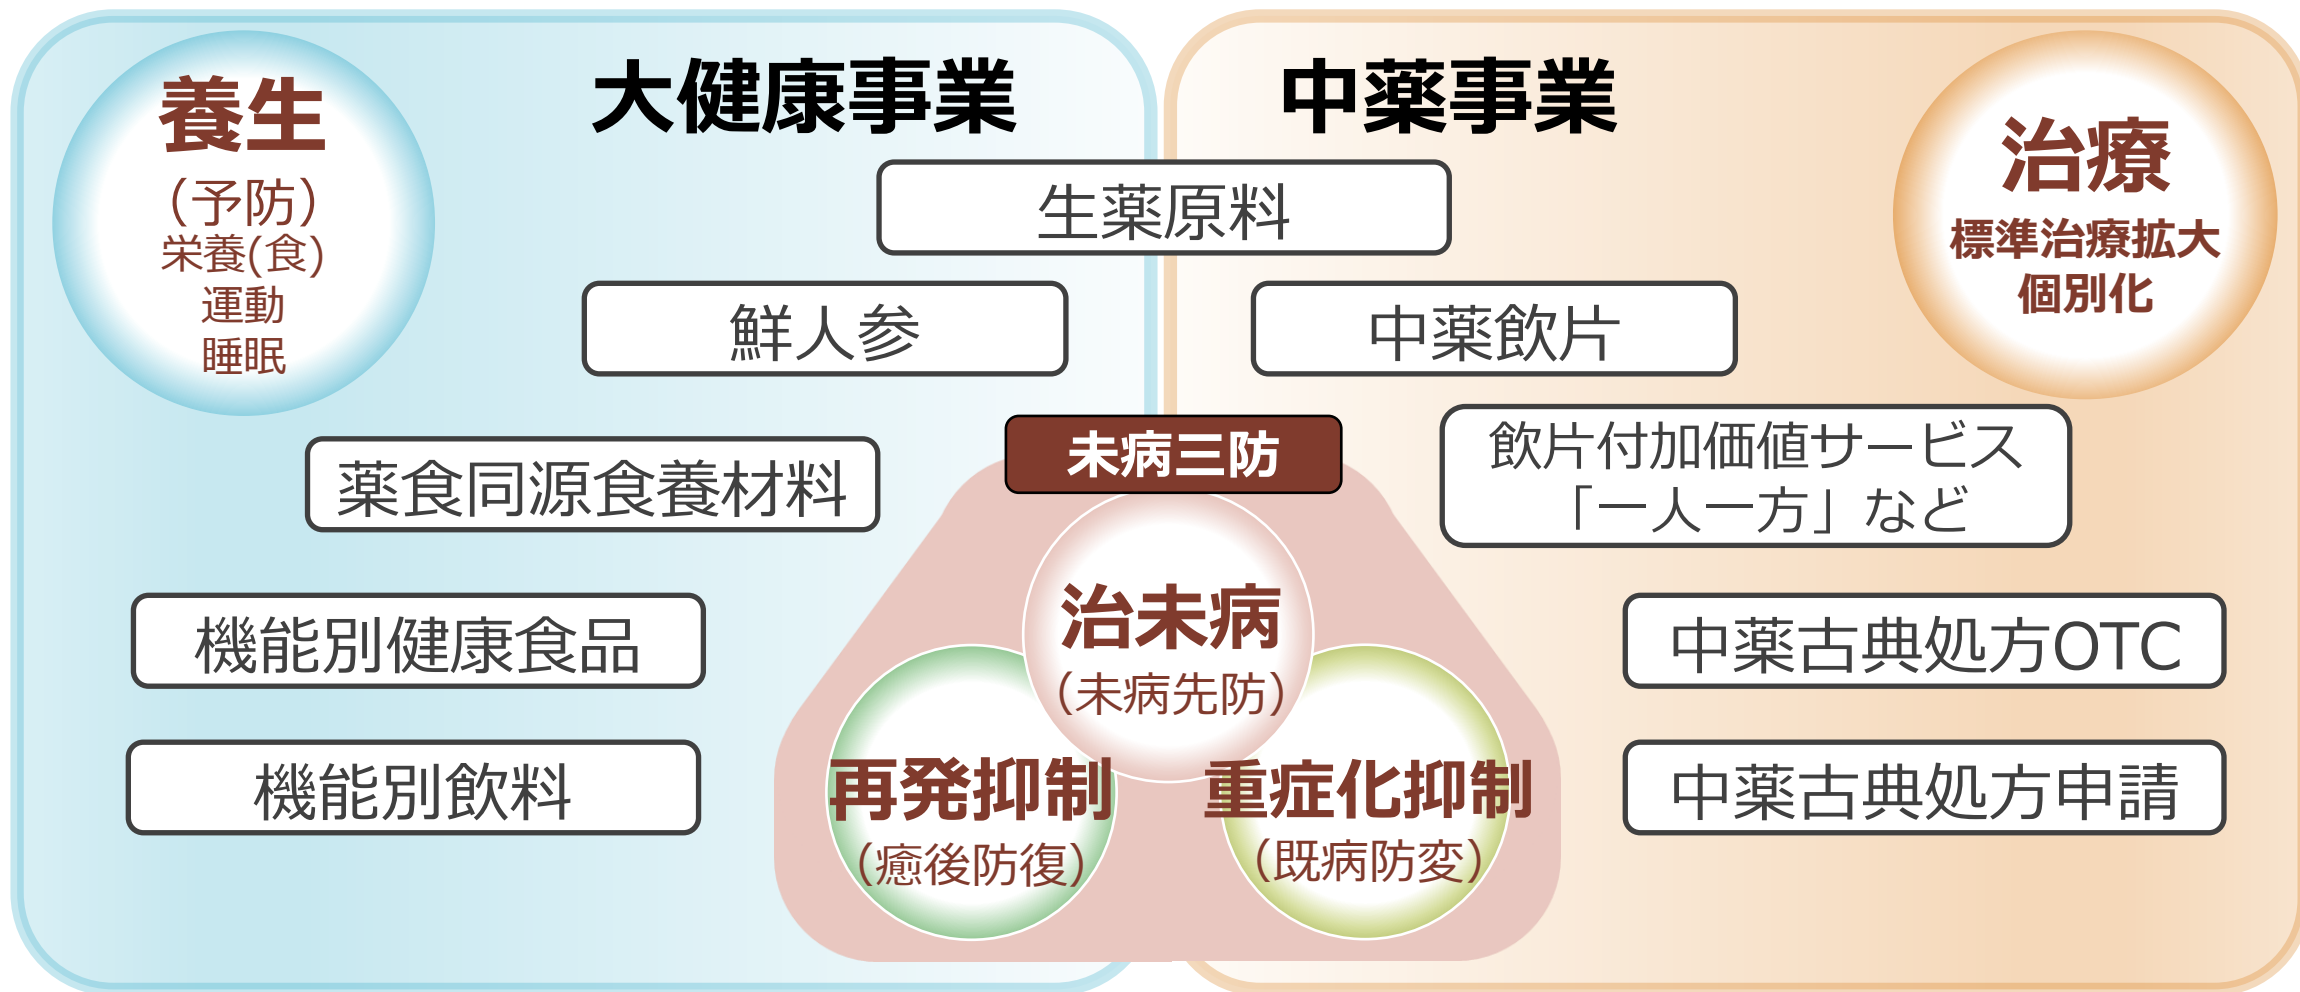 大健康事業
中薬事業
養生
（予防）
栄養(食)
運動
睡眠
治療
標準治療拡大
個別化
生薬原料
鮮人参
中薬飲片
薬食同源食養材料
飲片付加価値サービス
「一人一方」など
機能別健康食品
中薬古典処方OTC
機能別飲料
中薬古典処方申請
未病三防
治未病
（未病先防）
再発抑制
（癒後防復）
重症化抑制
（既病防変）